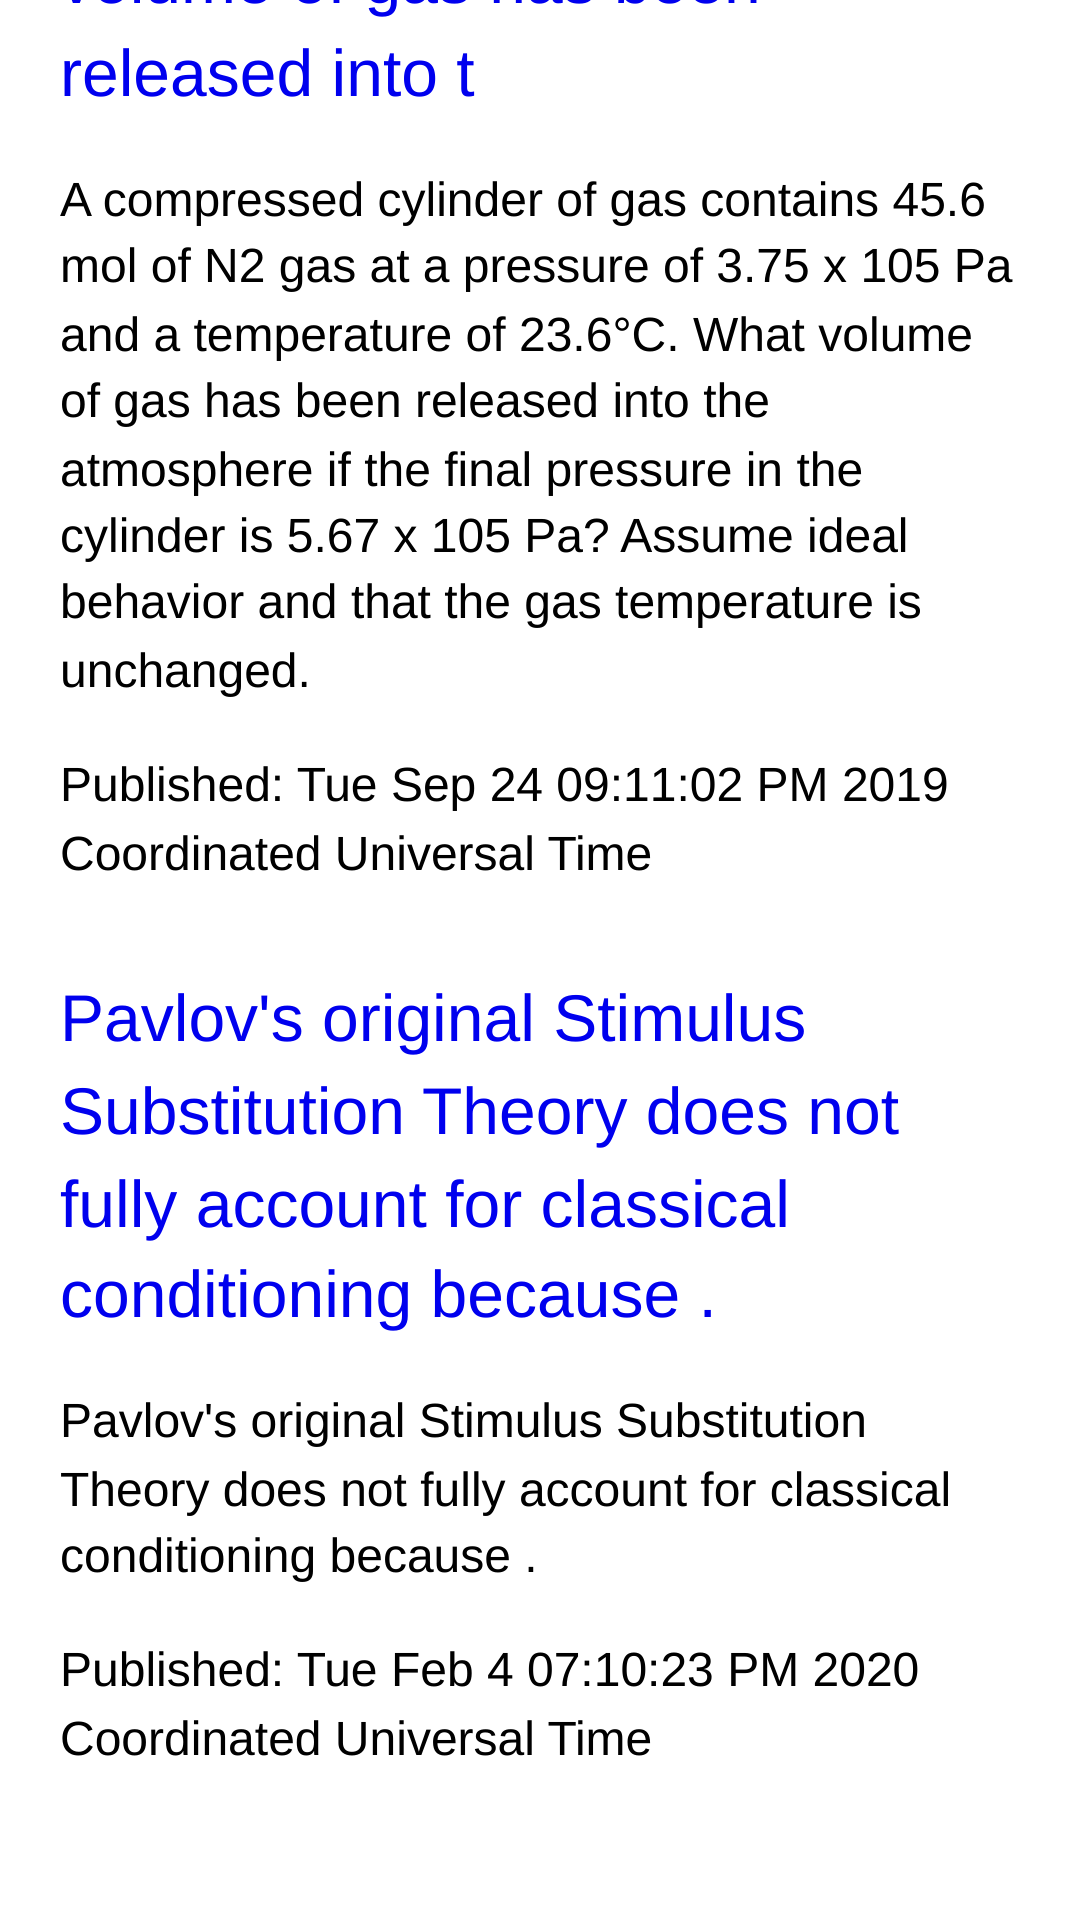 volume of gas has been
released into t
A compressed cylinder of gas contains 45.6
mol of N2 gas at a pressure of 3.75 x 105 Pa
and a temperature of 23.6°C. What volume
of gas has been released into the
atmosphere if the final pressure in the
cylinder is 5.67 x 105 Pa? Assume ideal
behavior and that the gas temperature is
unchanged.
Published: Tue Sep 24 09:11:02 PM 2019
Coordinated Universal Time
Pavlov's original Stimulus
Substitution Theory does not
fully account for classical
conditioning because .
Pavlov's original Stimulus Substitution
Theory does not fully account for classical
conditioning because .
Published: Tue Feb 4 07:10:23 PM 2020
Coordinated Universal Time